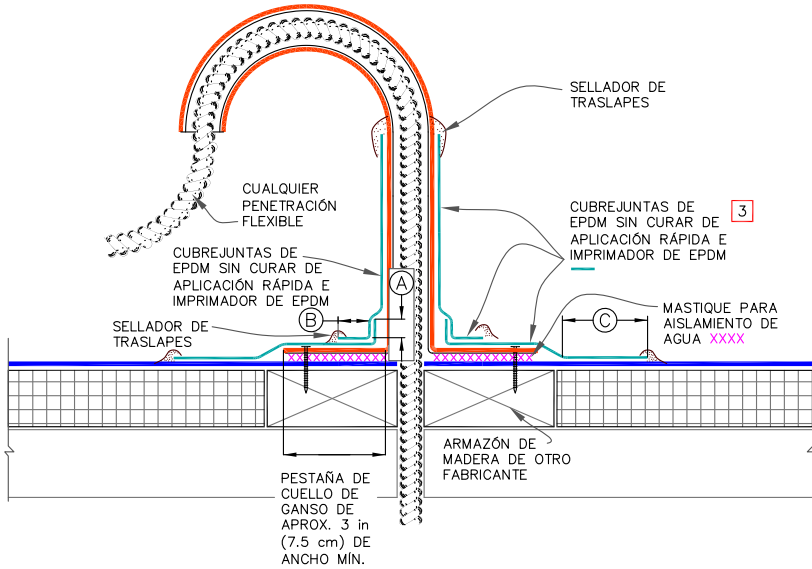 SELLADOR DE
TRASLAPES
CUALQUIER
PENETRACIÓN
FLEXIBLE
CUBREJUNTAS DE
EPDM SIN CURAR DE
APLICACIÓN RÁPIDA E
IMPRIMADOR DE EPDM
3
CUBREJUNTAS DE
EPDM SIN CURAR DE
APLICACIÓN RÁPIDA E
IMPRIMADOR DE EPDM
A
B
C
SELLADOR DE
TRASLAPES
MASTIQUE PARA
AISLAMIENTO DE
AGUA XXXX
ARMAZÓN DE
MADERA DE OTRO
FABRICANTE
PESTAÑA DE
CUELLO DE
GANSO DE
APROX. 3 in
(7.5 cm) DE
ANCHO MÍN.